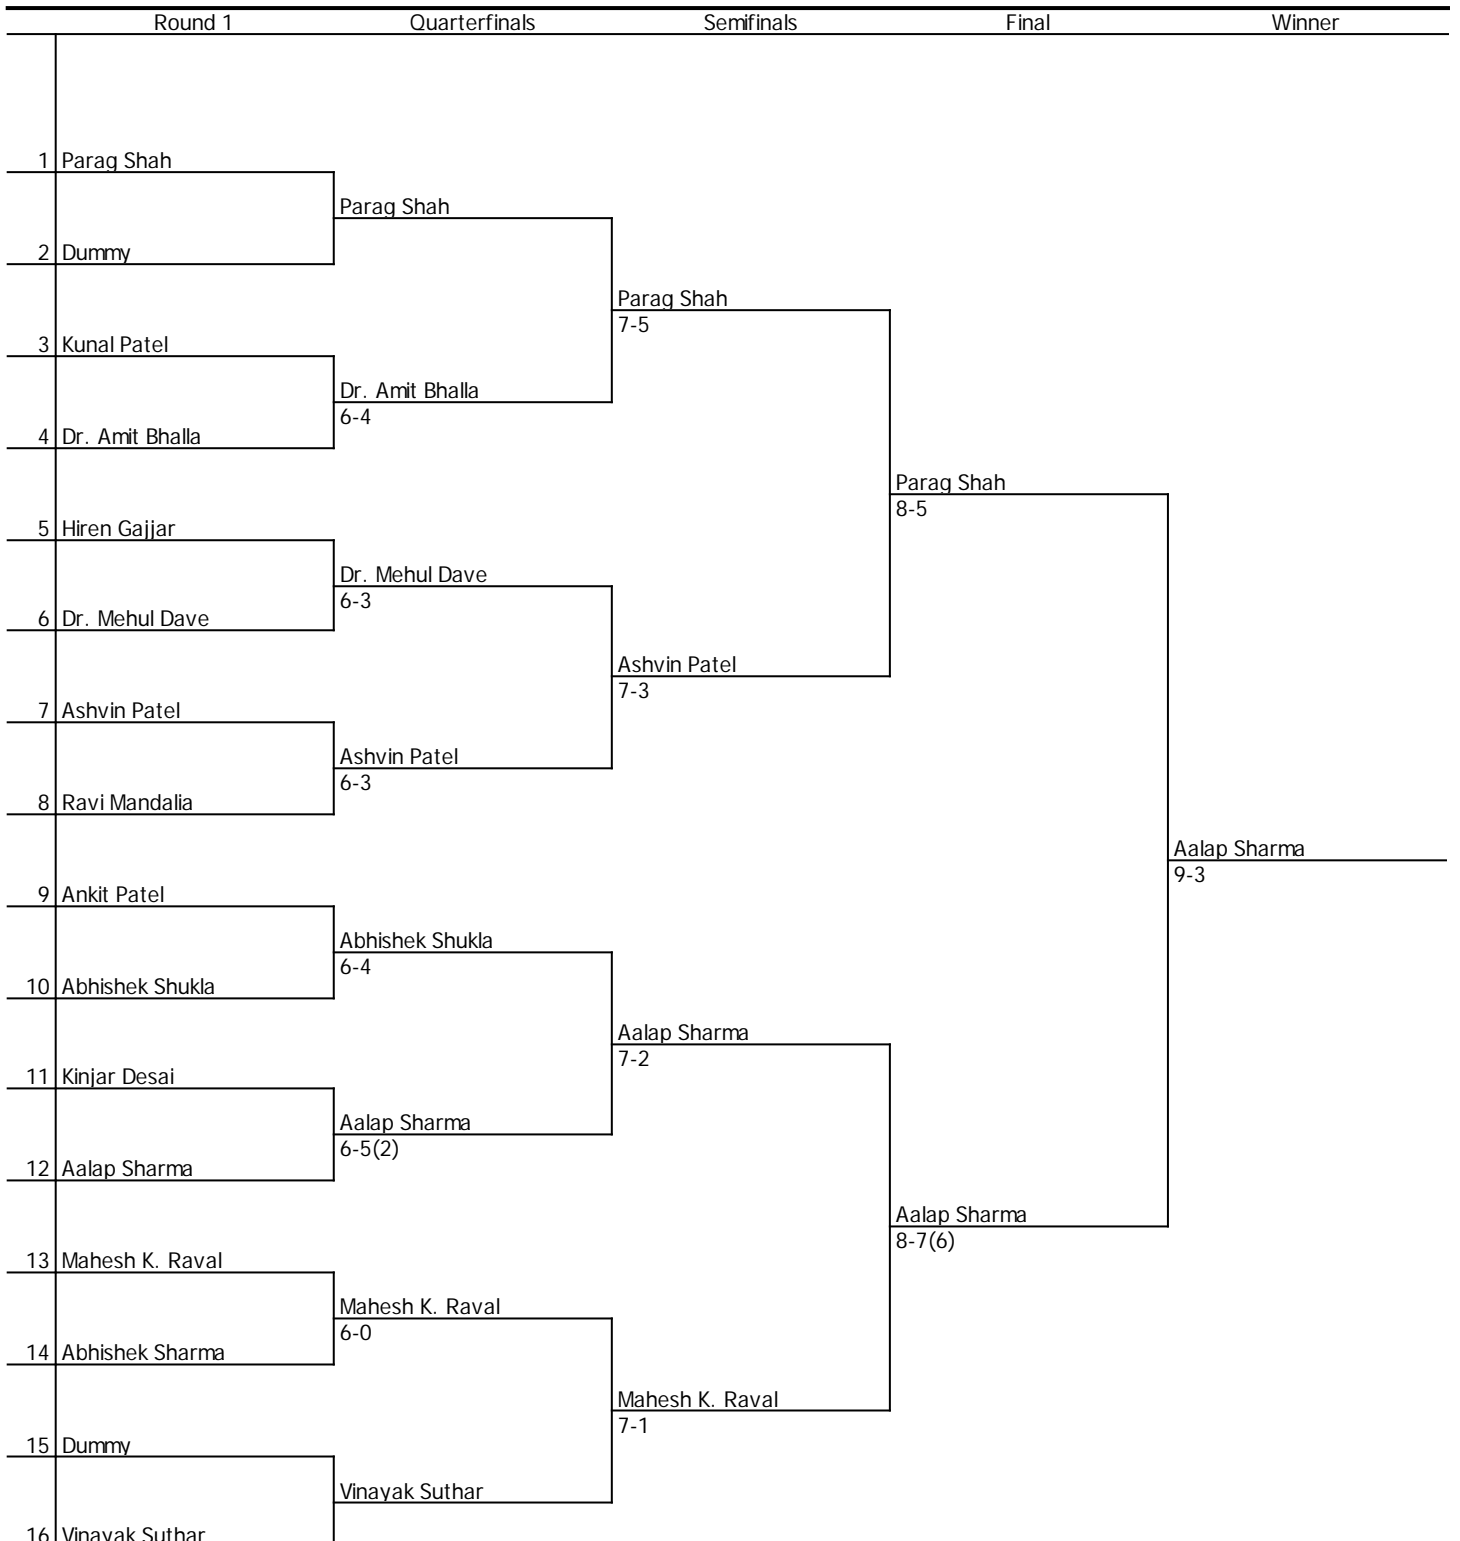 Round 1 Quarterfinals Semifinals Final Winner
1 Parag Shah
Parag Shah
2 Dummy
Parag Shah
7-5
3 Kunal Patel
Dr. Amit Bhalla
6-4
4 Dr. Amit Bhalla
Parag Shah
8-5
5 Hiren Gajjar
Dr. Mehul Dave
6-3
6 Dr. Mehul Dave
Ashvin Patel
7-3
7 Ashvin Patel
Ashvin Patel
6-3
8 Ravi Mandalia
Aalap Sharma
9-3
9 Ankit Patel
Abhishek Shukla
6-4
10 Abhishek Shukla
Aalap Sharma
7-2
11 Kinjar Desai
Aalap Sharma
6-5(2)
12 Aalap Sharma
Aalap Sharma
8-7(6)
13 Mahesh K. Raval
Mahesh K. Raval
6-0
14 Abhishek Sharma
Mahesh K. Raval
7-1
15 Dummy
Vinayak Suthar
16 Vinayak Suthar